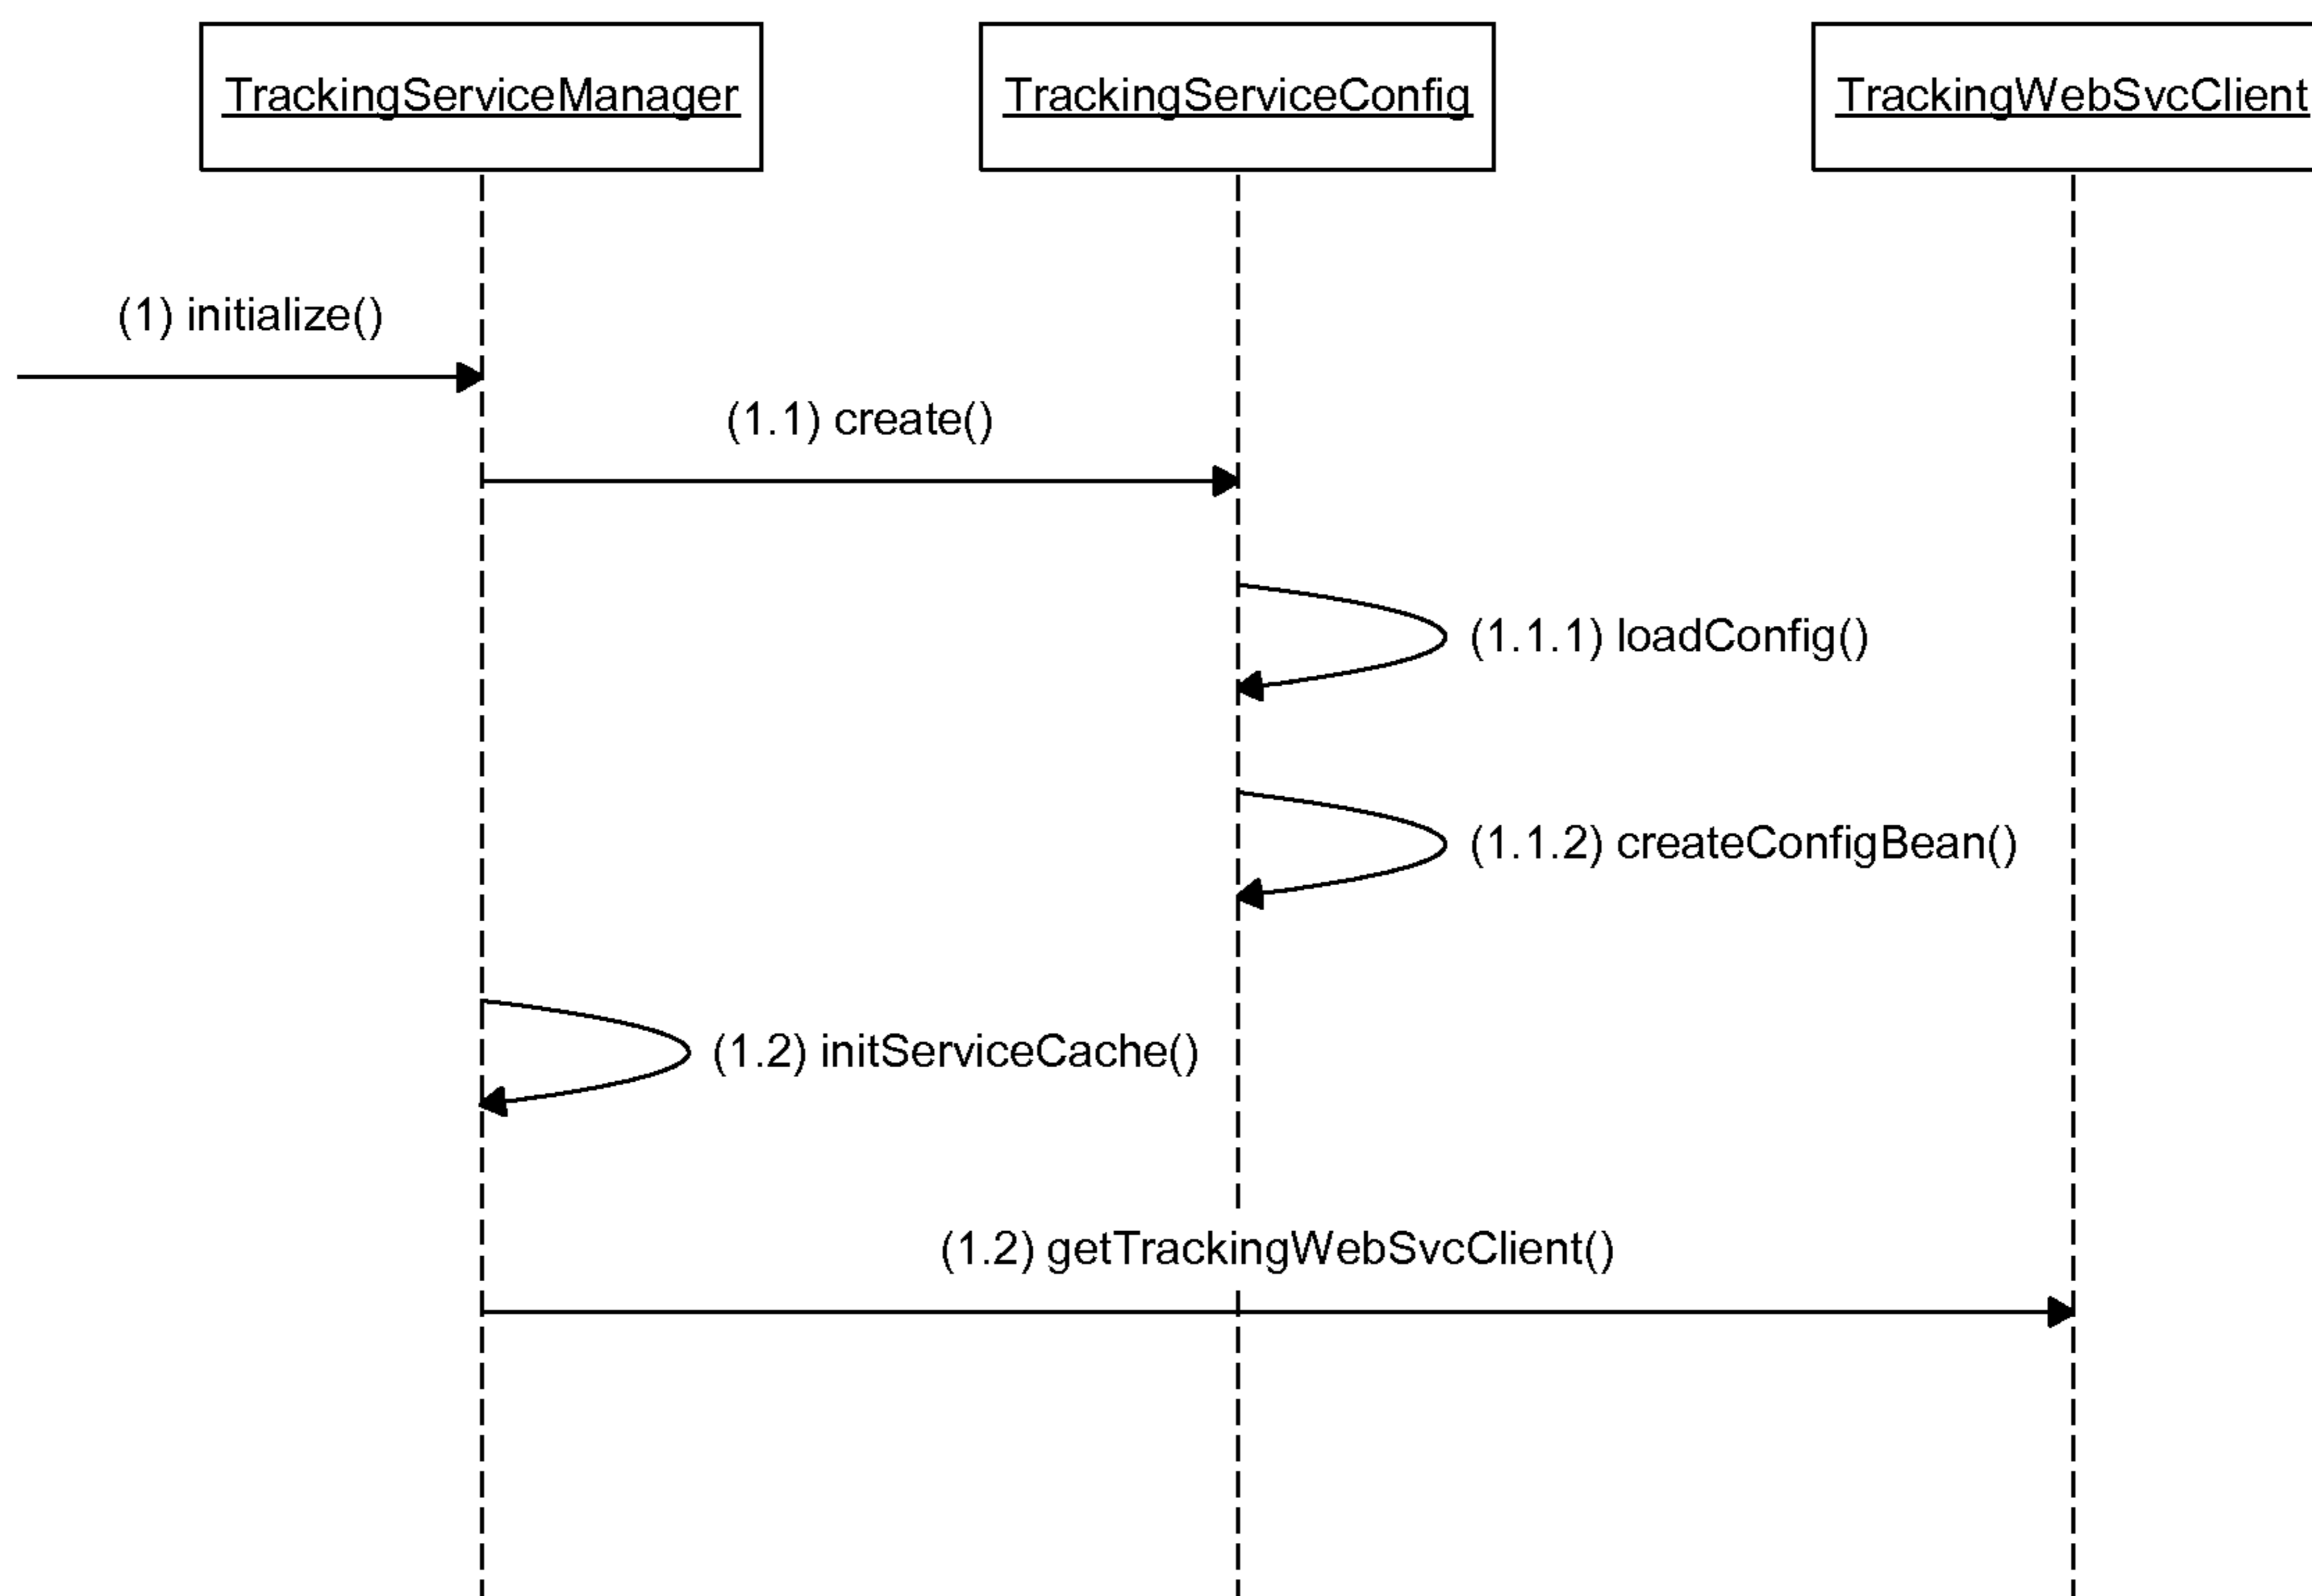 TrackingServiceManager
TrackingServiceConfig
TrackingWebSvcClient
(1) initialize()
(1.1) create()
(1.1.1) loadConfig()
(1.1.2) createConfigBean()
(1.2) initServiceCache()
(1.2) getTrackingWebSvcClient()